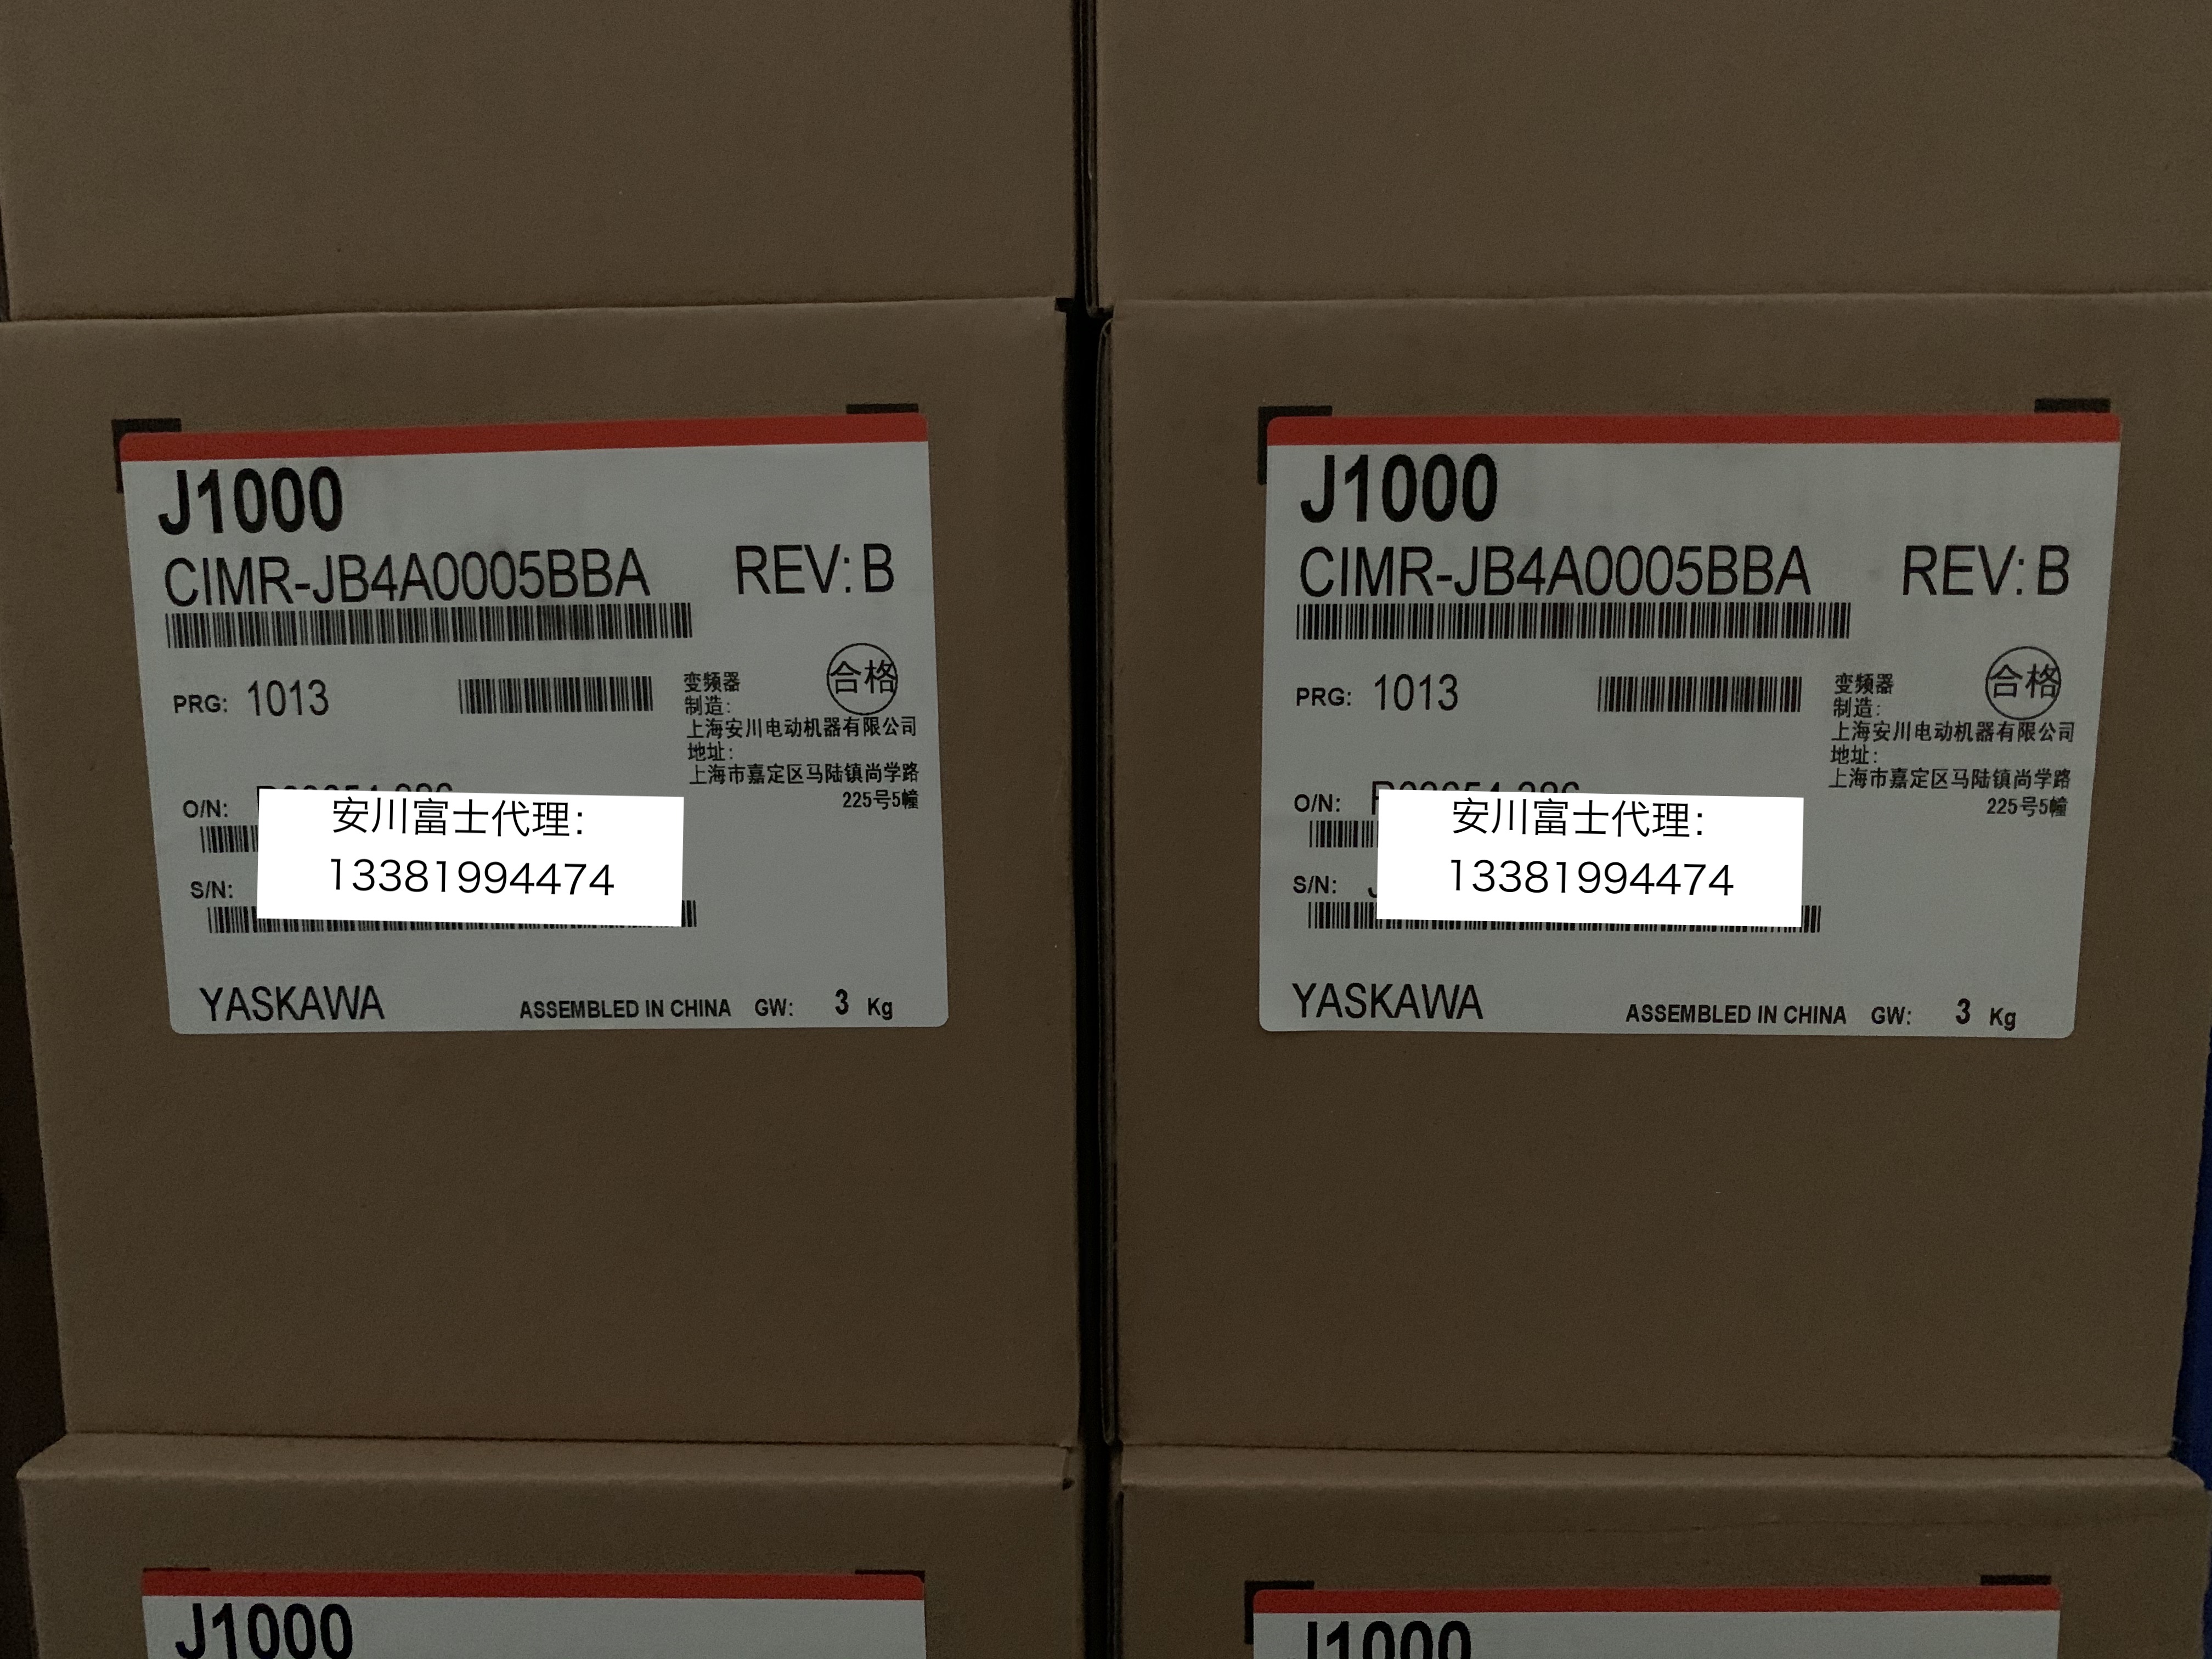 J1000
CIMR-JB4A0005BBA REV: B
PRG: 1013
合格
变频器
制造:
上海安川电动机器有限公司
地址:
上海市嘉定区马陆镇尚学路
225号5幢
O/N:
安川富士代理:
13381994474
S/N:
YASKAWA ASSEMBLED IN CHINA GW: 3 Kg
J1000
CIMR-JB4A0005BBA REV: B
PRG: 1013
合格
变频器
制造:
上海安川电动机器有限公司
地址:
上海市嘉定区马陆镇尚学路
225号5幢
O/N:
安川富士代理:
13381994474
S/N:
YASKAWA ASSEMBLED IN CHINA GW: 3 Kg
J1000
J1000